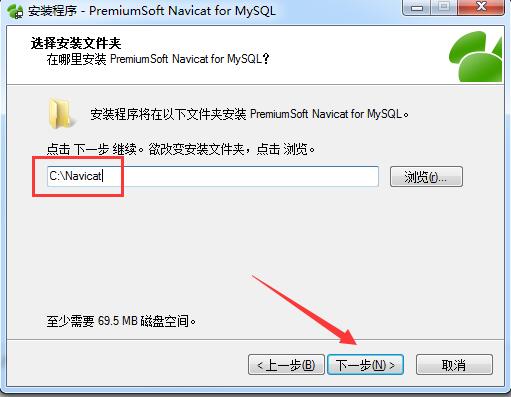 安装程序 - PremiumSoft Navicat for MySQL
选择安装文件夹
在哪里安装 PremiumSoft Navicat for MySQL?
安装程序将在以下文件夹安装 PremiumSoft Navicat for MySQL。
点击 下一步 继续。欲改变安装文件夹，点击 浏览。
C:\Navicat
浏览(r)...
至少需要 69.5 MB 磁盘空间。
< 上一步(B)
下一步(N) >
取消